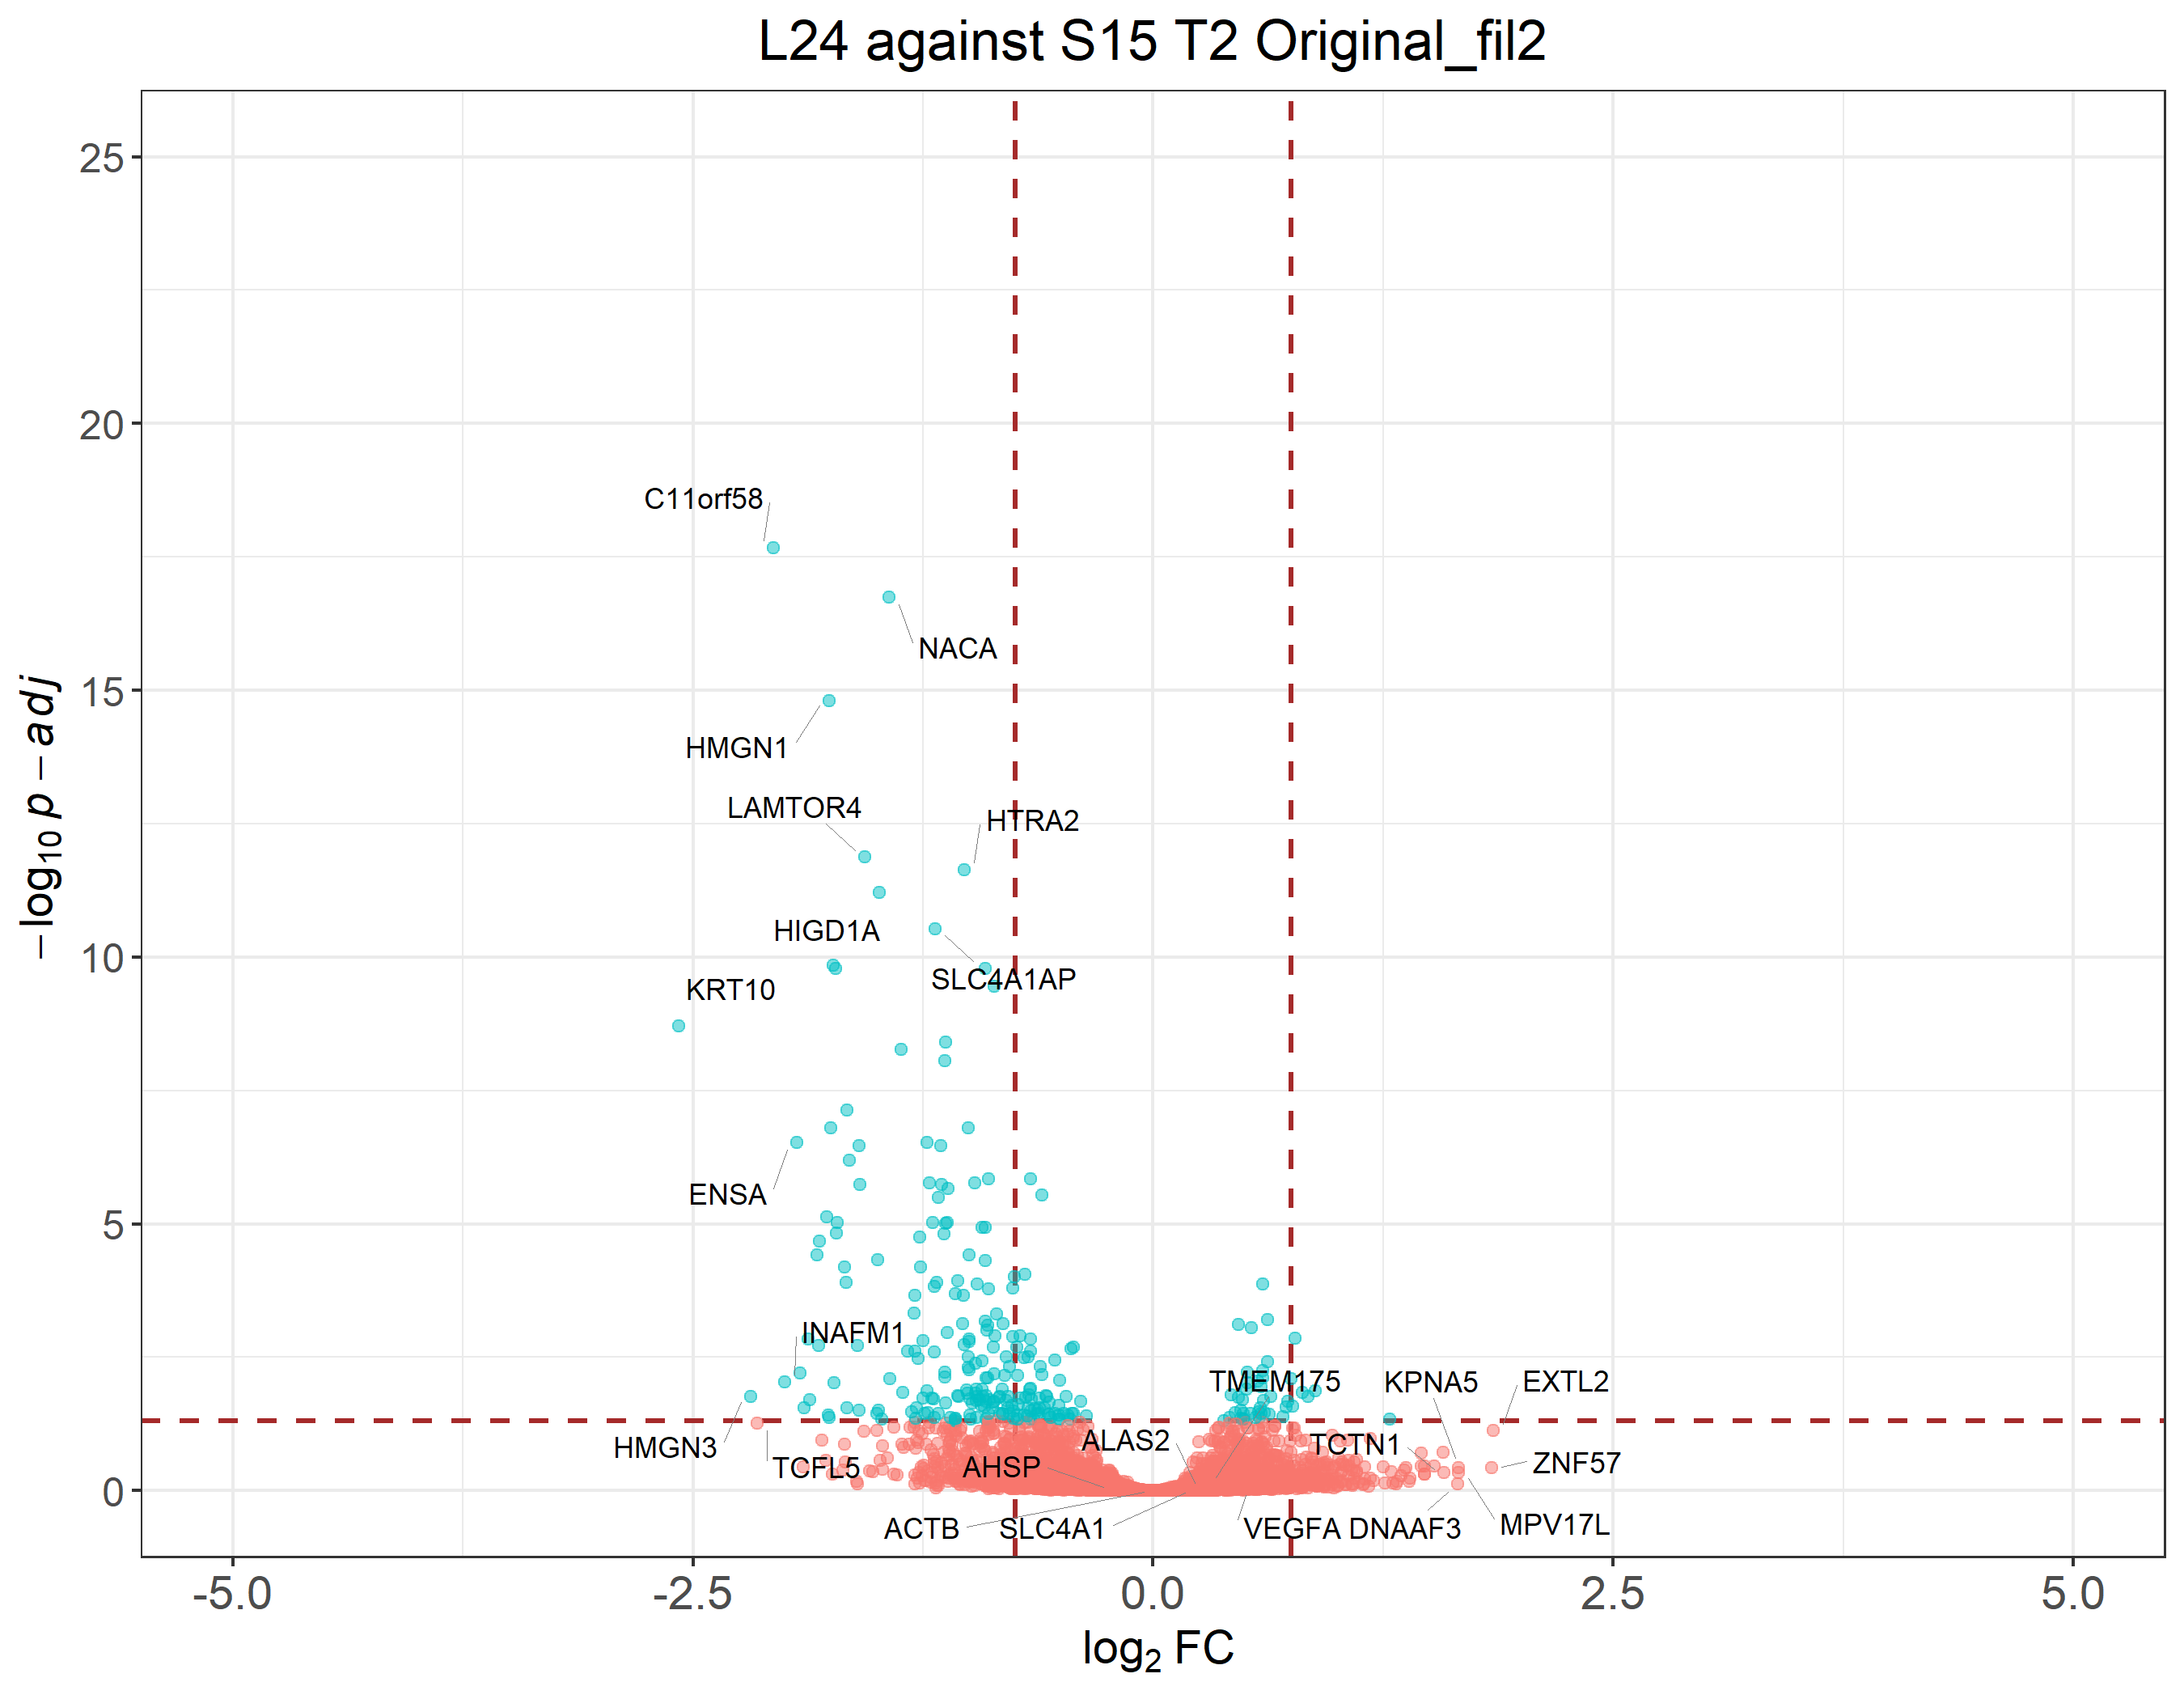 L24 against S15 T2 Original_fil2
25
20
15
10
5
0
−log10 p − adj
C11orf58
NACA
HMGN1
LAMTOR4
HTRA2
HIGD1A
SLC4A1AP
KRT10
ENSA
INAFM1
TMEM175
KPNA5
EXTL2
HMGN3
TCFL5
AHSP
ALAS2
TCTN1
ZNF57
ACTB
SLC4A1
VEGFA
DNAAF3
MPV17L
-5.0
-2.5
0.0
2.5
5.0
log2 FC